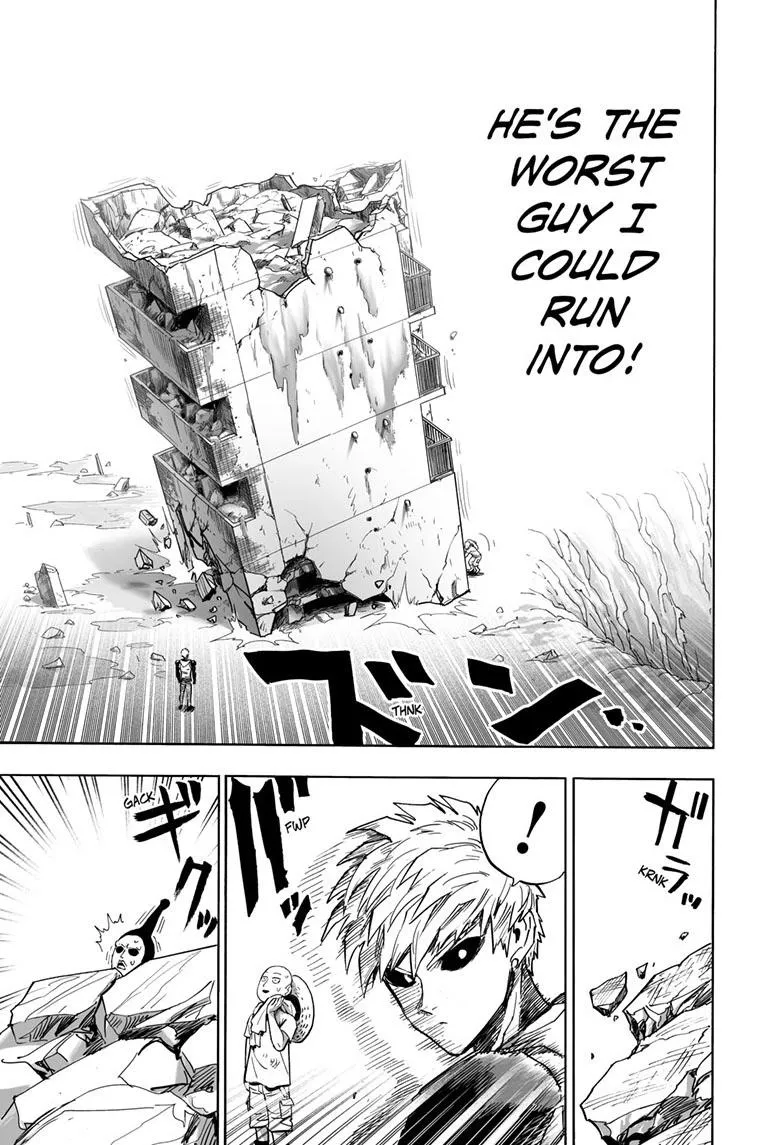 HE'S THE
WORST
GUY I
COULD
RUN
INTO!
ズン…
THNK
ガラッ
KRNK
!
バッ
FWP
ギクッ
GACK